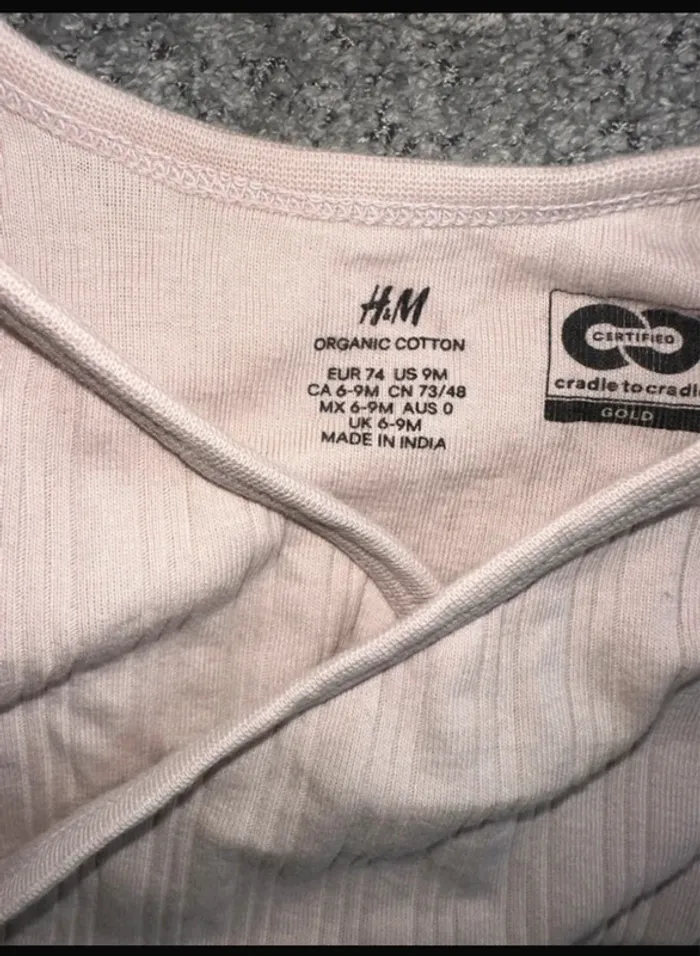 H&M
ORGANIC COTTON
EUR 74 US 9M
CA 6-9M CN 73/48
MX 6-9M AUS 0
UK 6-9M
MADE IN INDIA
CERTIFIED
cradle to cradl
GOLD